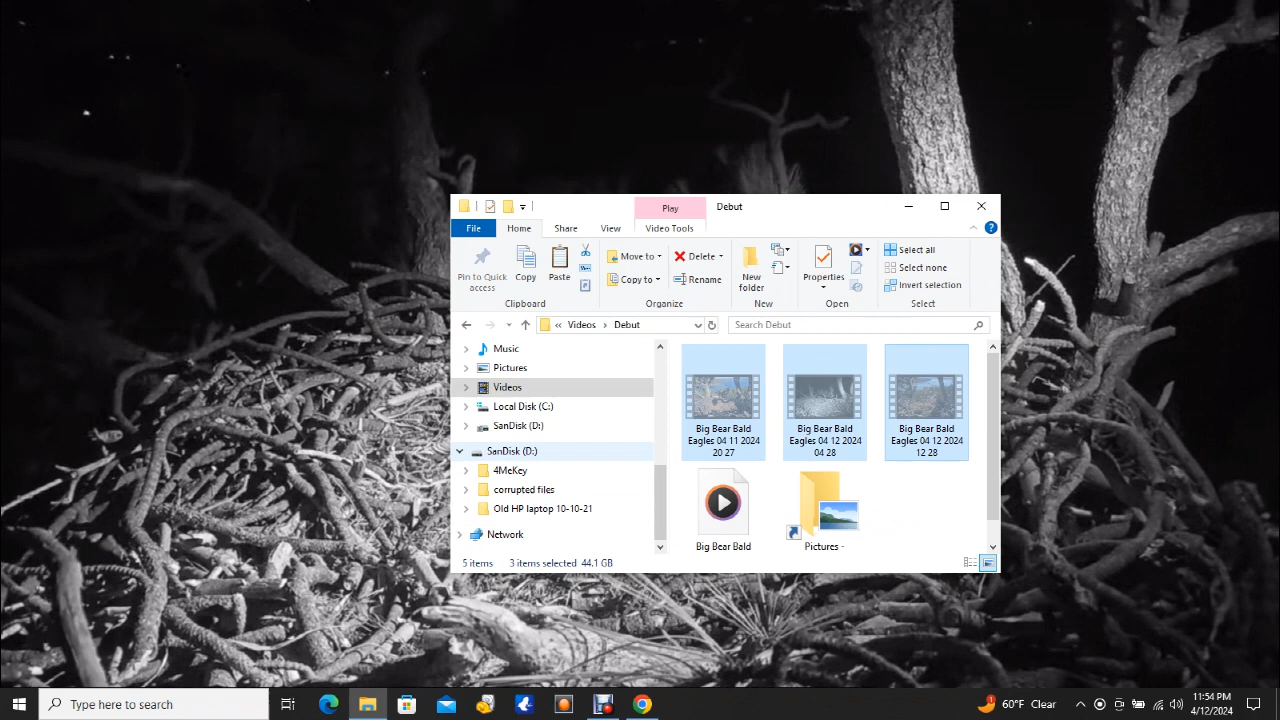 Play
Debut
File
Home
Share
View
Video Tools
Pin to Quick
access
Copy
Paste
Move to
Copy to
Delete
Rename
New
folder
Properties
Select all
Select none
Invert selection
Clipboard
Organize
New
Open
Select
« Videos > Debut
Search Debut
Music
Pictures
Videos
Local Disk (C:)
SanDisk (D:)
SanDisk (D:)
4MeKey
corrupted files
Old HP laptop 10-10-21
Network
Big Bear Bald
Eagles 04 11 2024
20 27
Big Bear Bald
Eagles 04 12 2024
04 28
Big Bear Bald
Eagles 04 12 2024
12 28
Big Bear Bald
Pictures -
5 items
3 items selected 44.1 GB
Type here to search
60°F Clear
11:54 PM
4/12/2024